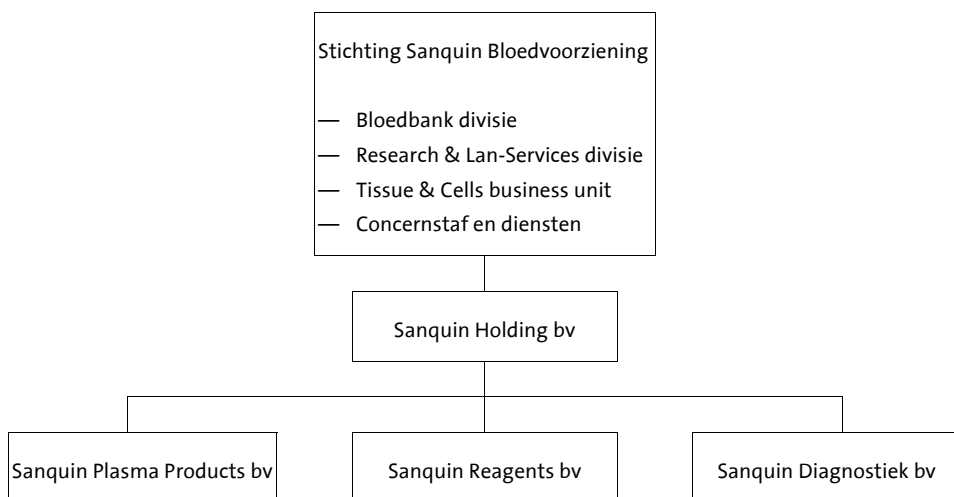 Stichting Sanquin Bloedvoorziening
— Bloedbank divisie
— Research & Lan-Services divisie
— Tissue & Cells business unit
— Concernstaf en diensten
Sanquin Holding bv
Sanquin Plasma Products bv
Sanquin Reagents bv
Sanquin Diagnostiek bv